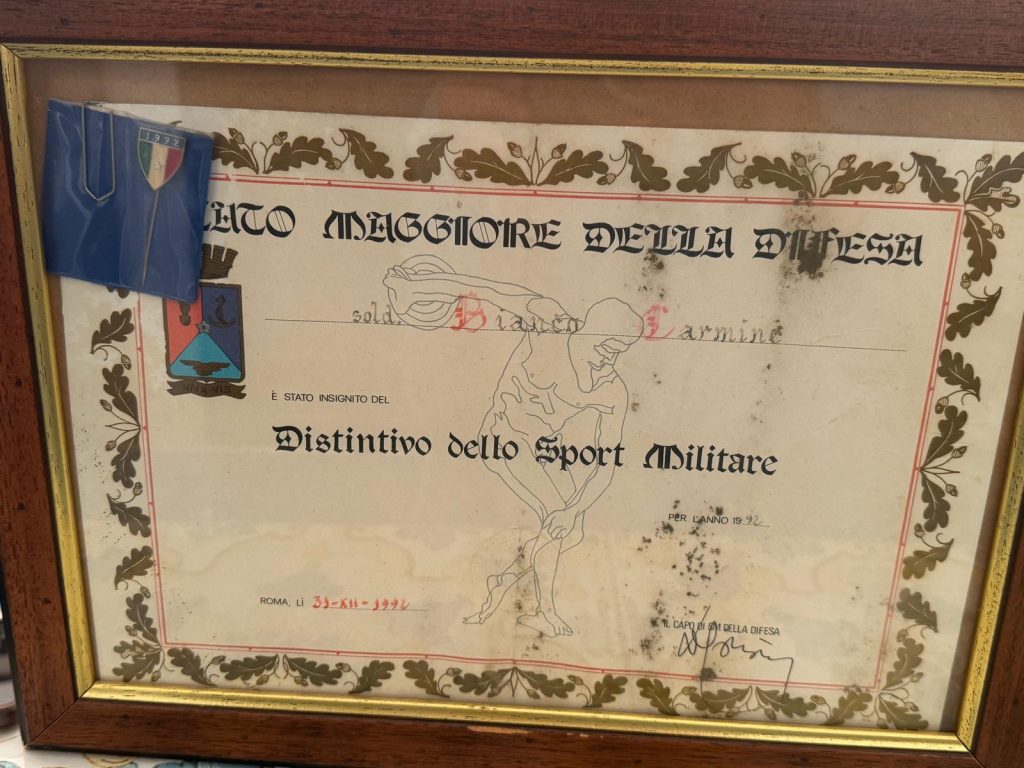 1992
STATO MAGGIORE DELLA DIFESA
sold. Bianco Carmine
È STATO INSIGNITO DEL
Distintivo dello Sport Militare
PER L'ANNO 1992
ROMA, LÌ 31-XII-1992
IL CAPO DI SM DELLA DIFESA